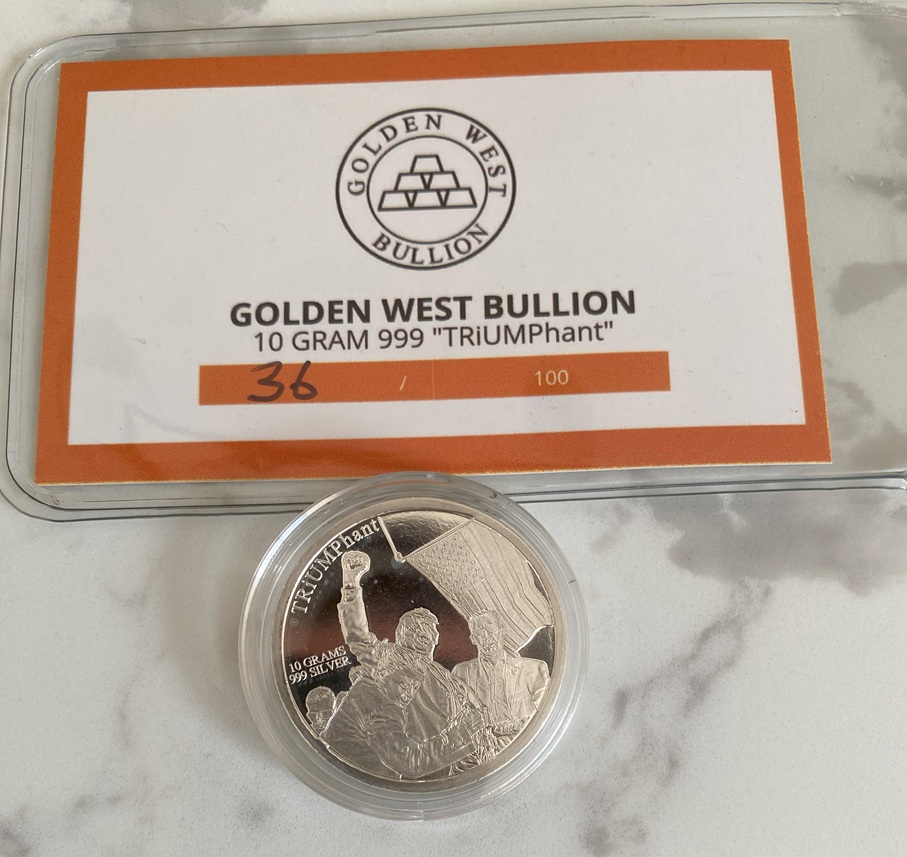 GOLDEN WEST
BULLION
GOLDEN WEST BULLION
10 GRAM 999 "TRiUMPhant"
36 / 100
TRiUMPhant
10 GRAMS
999 SILVER